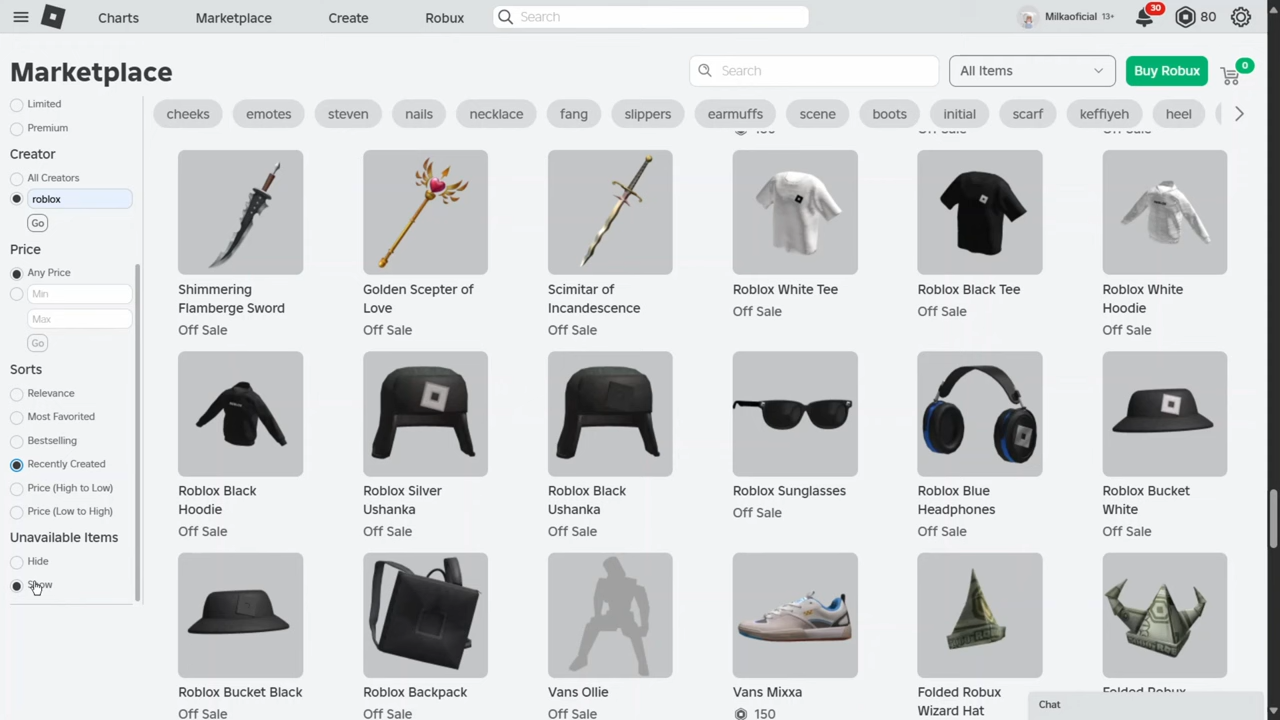 Charts
Marketplace
Create
Robux
Search
Milkaoficial 13+
30
80
Marketplace
Search
All Items
Buy Robux
0
Limited
Premium
Creator
All Creators
roblox
Go
Price
Any Price
Min
Max
Go
Sorts
Relevance
Most Favorited
Bestselling
Recently Created
Price (High to Low)
Price (Low to High)
Unavailable Items
Hide
Show
cheeks
emotes
steven
nails
necklace
fang
slippers
earmuffs
scene
boots
initial
scarf
keffiyeh
heel
Shimmering
Flamberge Sword
Off Sale
Golden Scepter of
Love
Off Sale
Scimitar of
Incandescence
Off Sale
Roblox White Tee
Off Sale
Roblox Black Tee
Off Sale
Roblox White
Hoodie
Off Sale
Roblox Black
Hoodie
Off Sale
Roblox Silver
Ushanka
Off Sale
Roblox Black
Ushanka
Off Sale
Roblox Sunglasses
Off Sale
Roblox Blue
Headphones
Off Sale
Roblox Bucket
White
Off Sale
Roblox Bucket Black
Off Sale
Roblox Backpack
Off Sale
Vans Ollie
Off Sale
Vans Mixxa
150
Folded Robux
Wizard Hat
Folded Robux
Chat